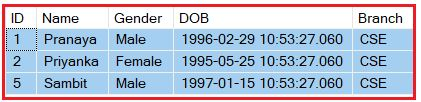 ID Name Gender DOB Branch
1 Pranaya Male 1996-02-29 10:53:27.060 CSE
2 Priyanka Female 1995-05-25 10:53:27.060 CSE
5 Sambit Male 1997-01-15 10:53:27.060 CSE